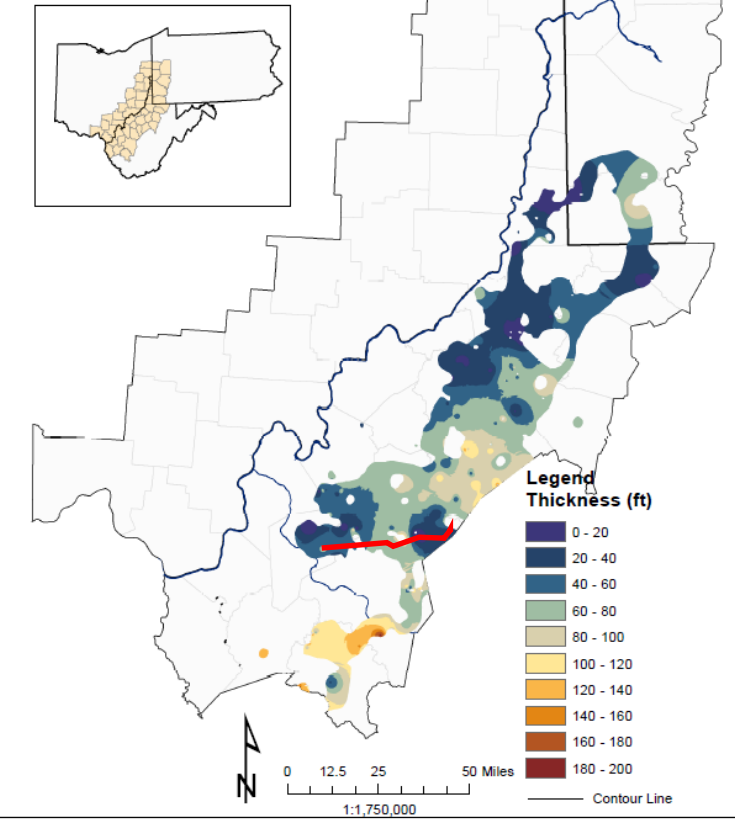 Legend
Thickness (ft)
0 - 20
20 - 40
40 - 60
60 - 80
80 - 100
100 - 120
120 - 140
140 - 160
160 - 180
180 - 200
Contour Line
N
0 12.5 25 50 Miles
1:1,750,000